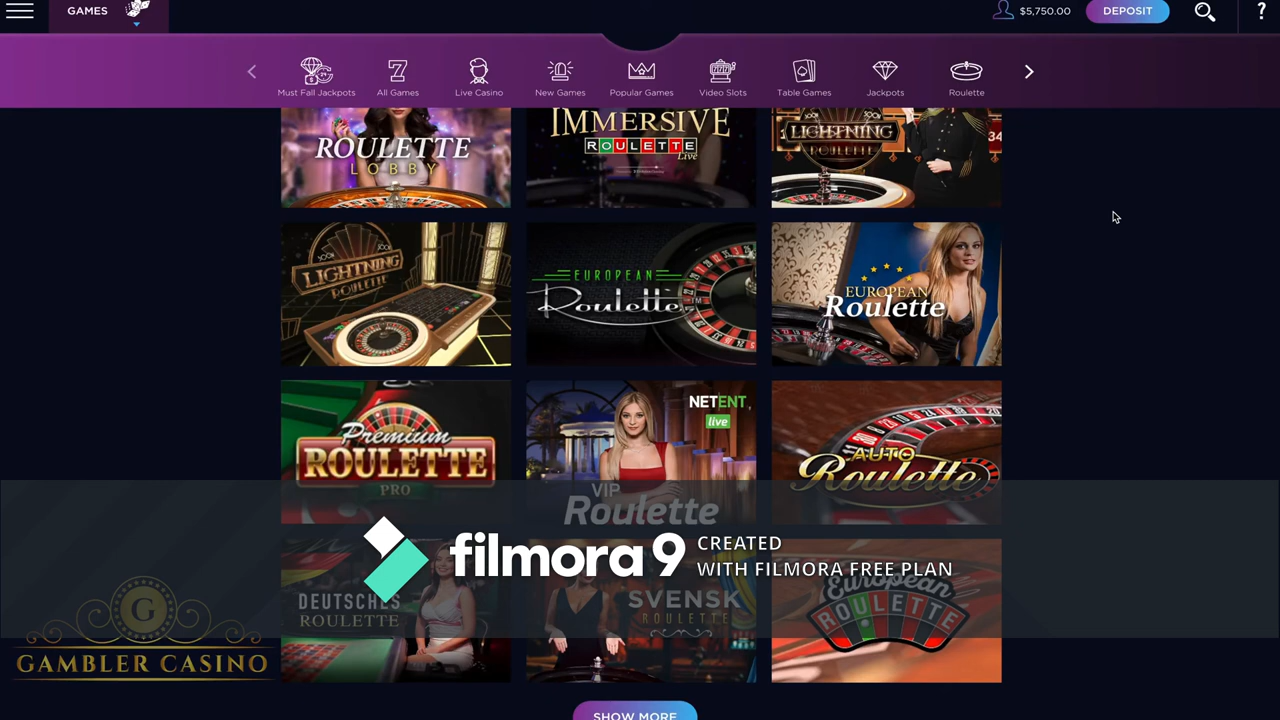 GAMES
$5,750.00
DEPOSIT
?
Must Fall Jackpots
All Games
Live Casino
New Games
Popular Games
Video Slots
Table Games
Jackpots
Roulette
ROULETTE
LOBBY
IMMERSIVE
ROULETTE
Live
LIGHTNING
ROULETTE
34
LIGHTNING
ROULETTE
EUROPEAN
Roulette
EUROPEAN
Roulette
Premium
ROULETTE
PRO
NETENT
live
VIP
Roulette
AUTO
Roulette
filmora9
CREATED
WITH FILMORA FREE PLAN
DEUTSCHES
ROULETTE
SVENSK
ROULETTE
European
ROULETTE
G
GAMBLER CASINO
SHOW MORE